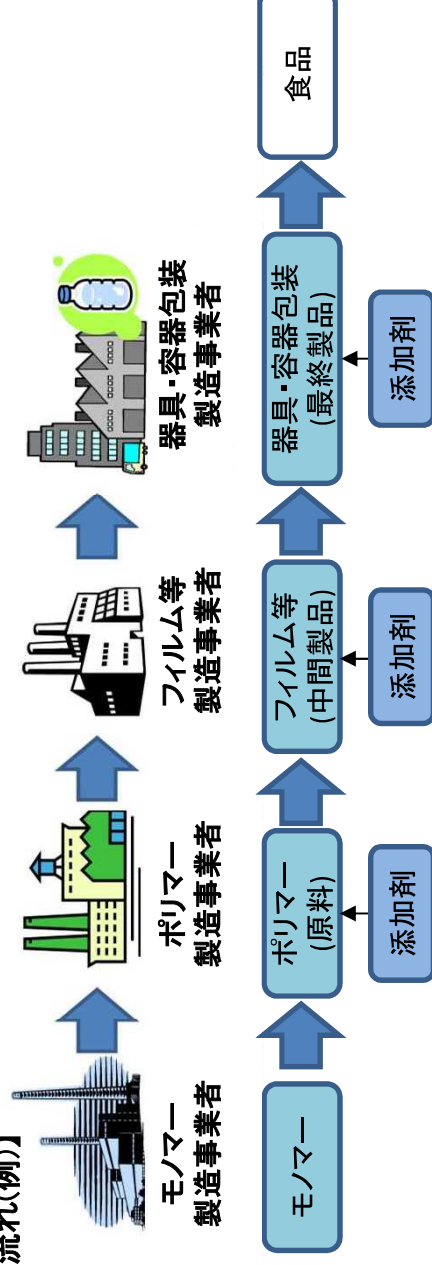 流れ(例)】
モノマー
製造事業者
ポリマー
製造事業者
フィルム等
製造事業者
器具・容器包装
製造事業者
モノマー
ポリマー
(原料)
フィルム等
(中間製品)
器具・容器包装
(最終製品)
食品
添加剤
添加剤
添加剤